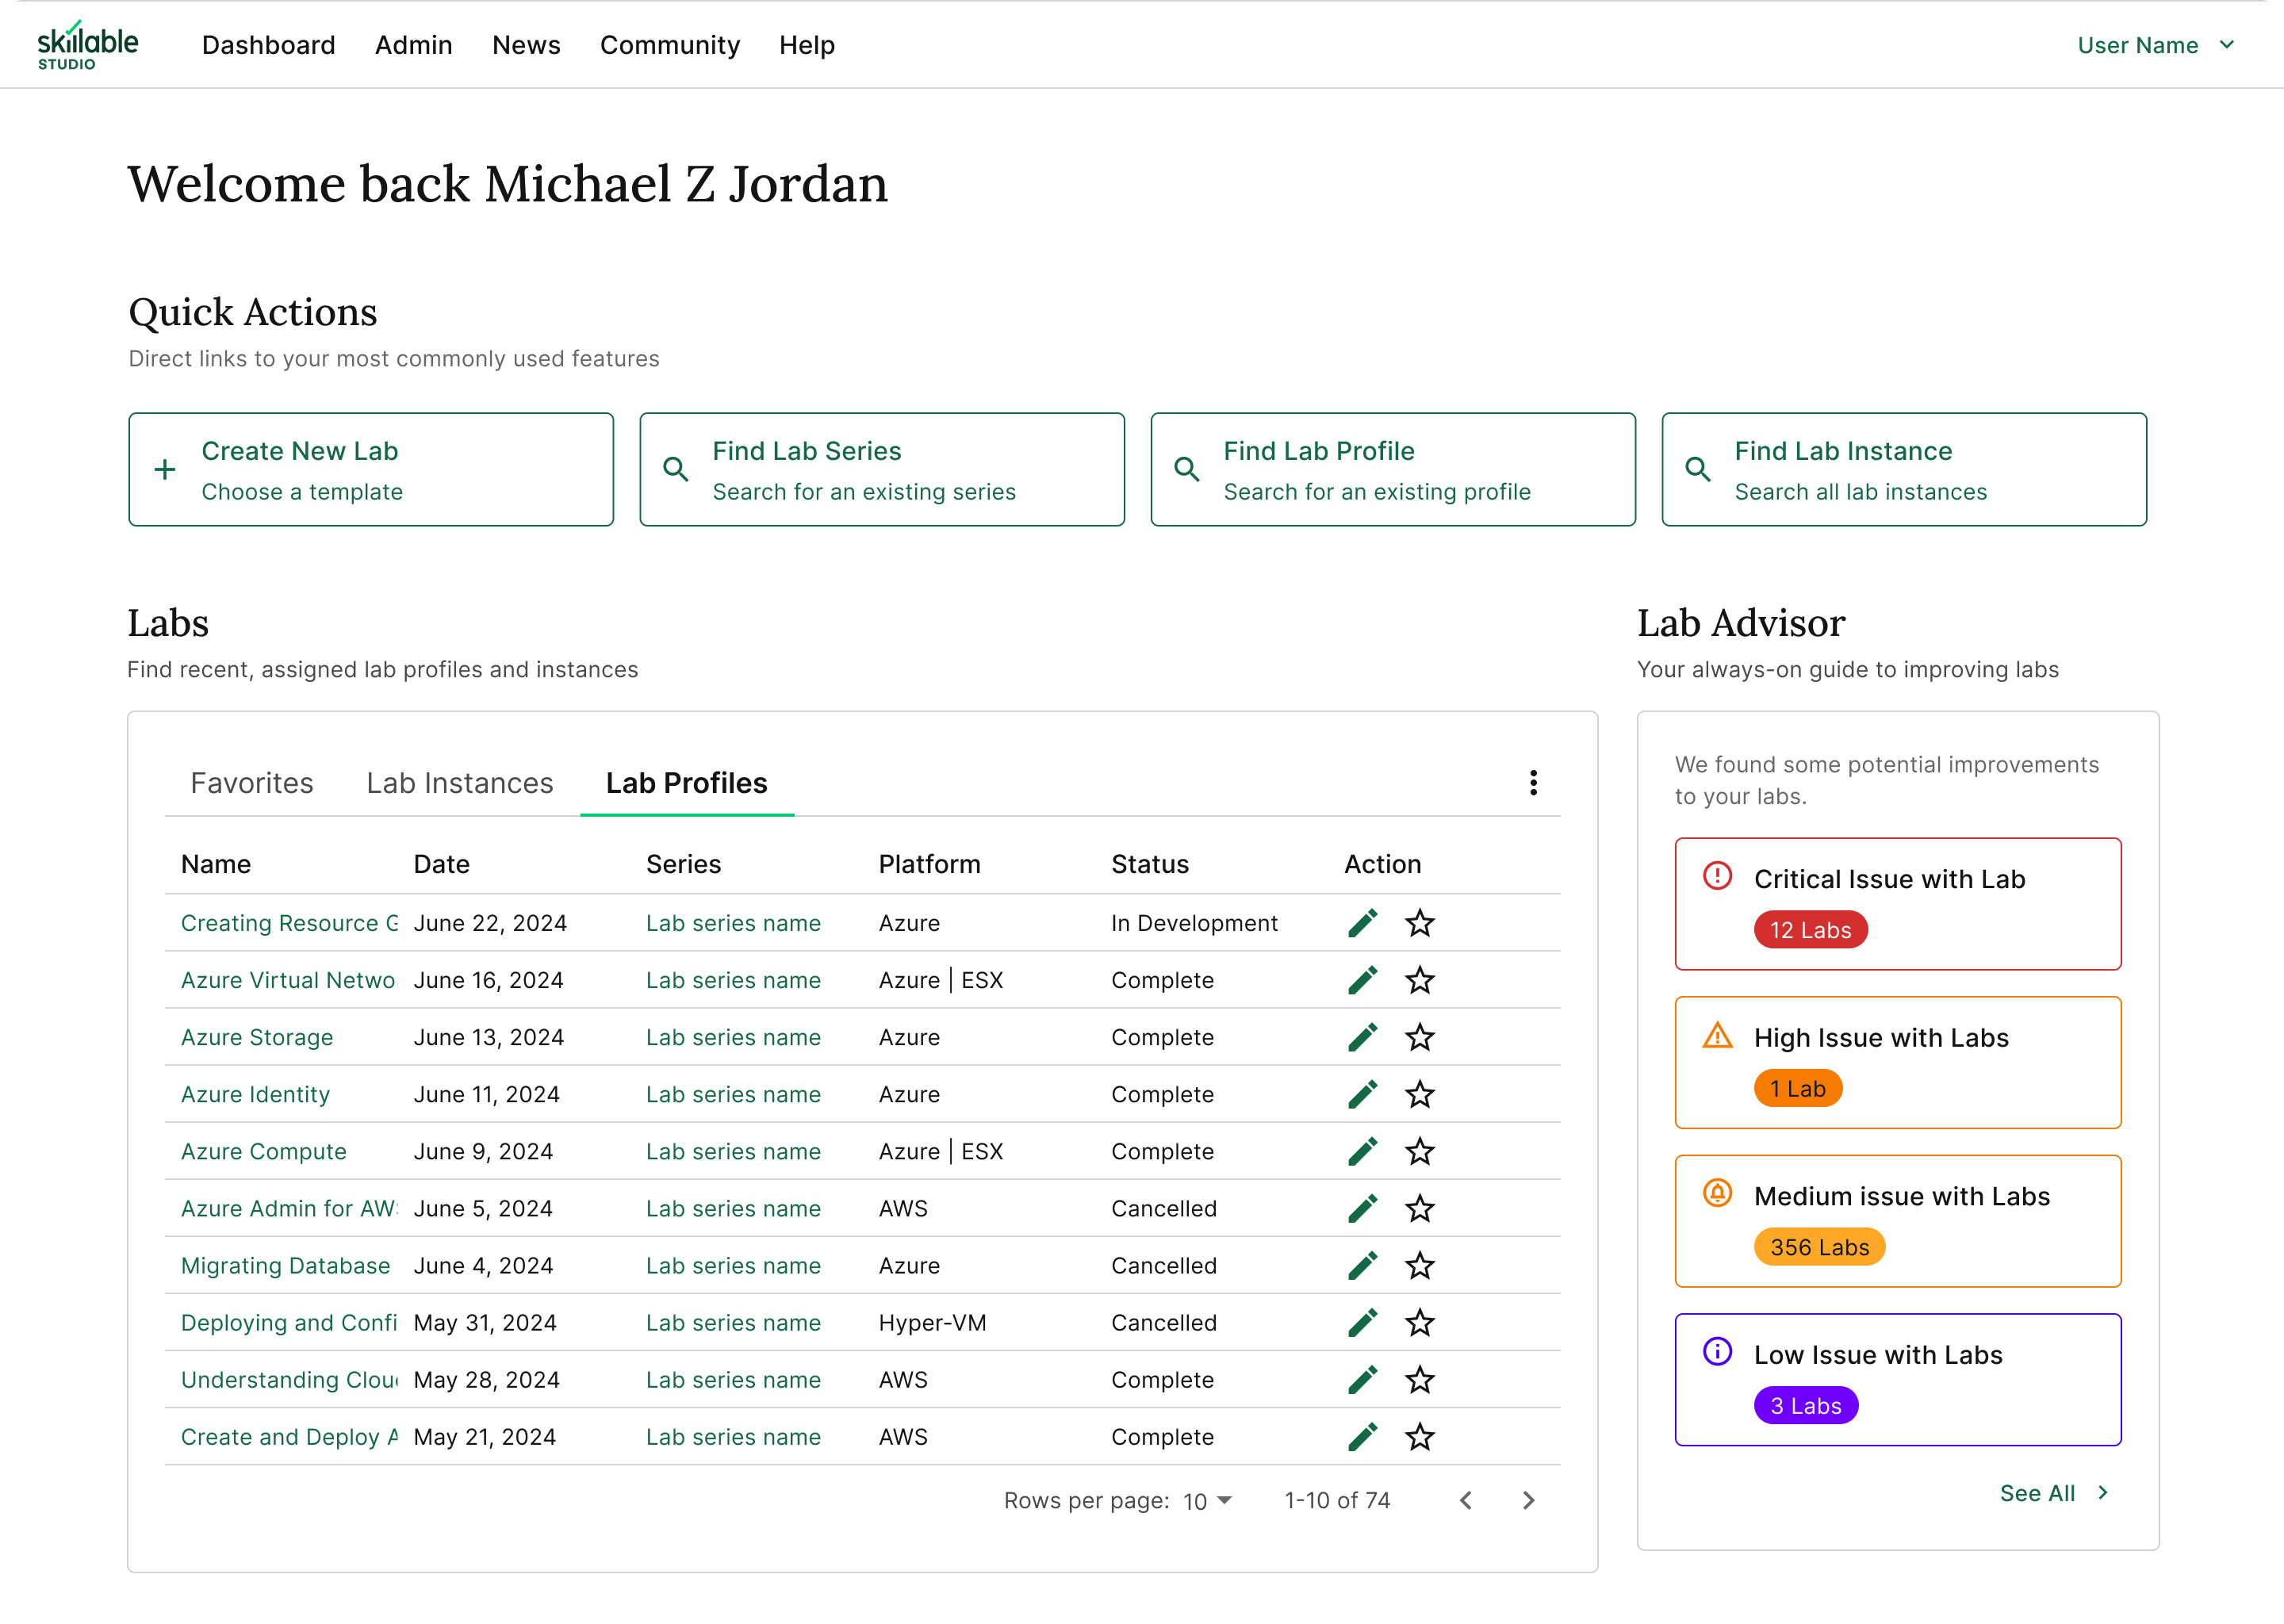 skillable
STUDIO
Dashboard Admin News Community Help
User Name
Welcome back Michael Z Jordan
Quick Actions
Direct links to your most commonly used features
Create New Lab
Choose a template
Find Lab Series
Search for an existing series
Find Lab Profile
Search for an existing profile
Find Lab Instance
Search all lab instances
Labs
Find recent, assigned lab profiles and instances
Favorites Lab Instances Lab Profiles
Name Date Series Platform Status Action
Creating Resource G June 22, 2024 Lab series name Azure In Development
Azure Virtual Netwo June 16, 2024 Lab series name Azure | ESX Complete
Azure Storage June 13, 2024 Lab series name Azure Complete
Azure Identity June 11, 2024 Lab series name Azure Complete
Azure Compute June 9, 2024 Lab series name Azure | ESX Complete
Azure Admin for AWS June 5, 2024 Lab series name AWS Cancelled
Migrating Database June 4, 2024 Lab series name Azure Cancelled
Deploying and Confi May 31, 2024 Lab series name Hyper-VM Cancelled
Understanding Clou May 28, 2024 Lab series name AWS Complete
Create and Deploy A May 21, 2024 Lab series name AWS Complete
Rows per page: 10 1-10 of 74
Lab Advisor
Your always-on guide to improving labs
We found some potential improvements
to your labs.
Critical Issue with Lab
12 Labs
High Issue with Labs
1 Lab
Medium issue with Labs
356 Labs
Low Issue with Labs
3 Labs
See All